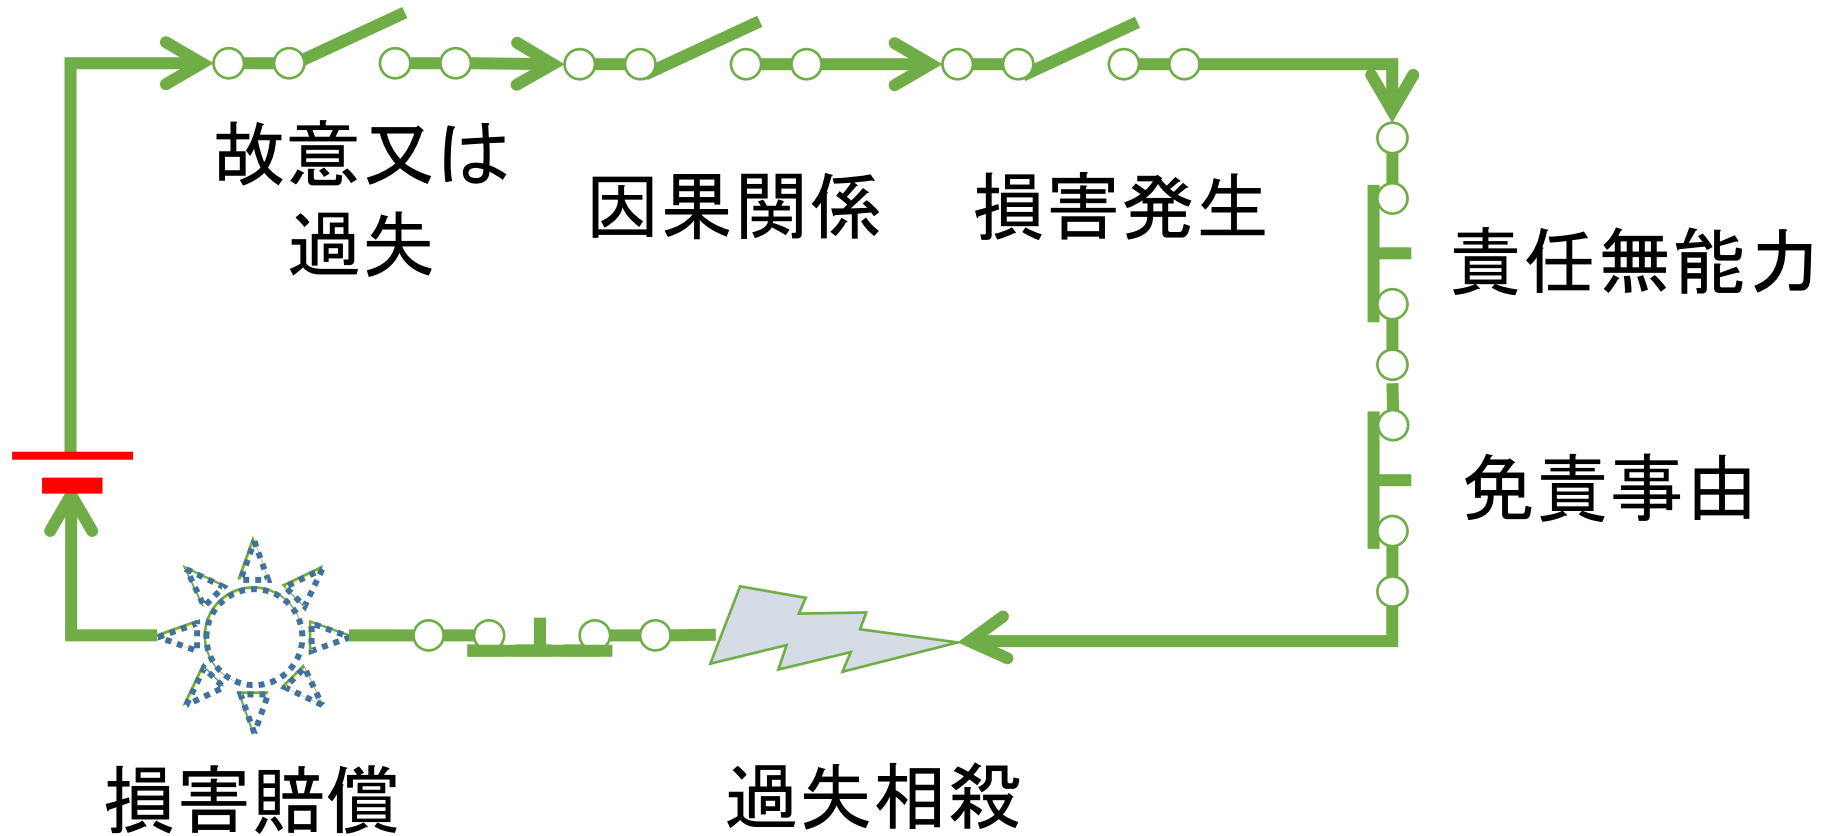 故意又は
過失
因果関係
損害発生
責任無能力
免責事由
過失相殺
損害賠償